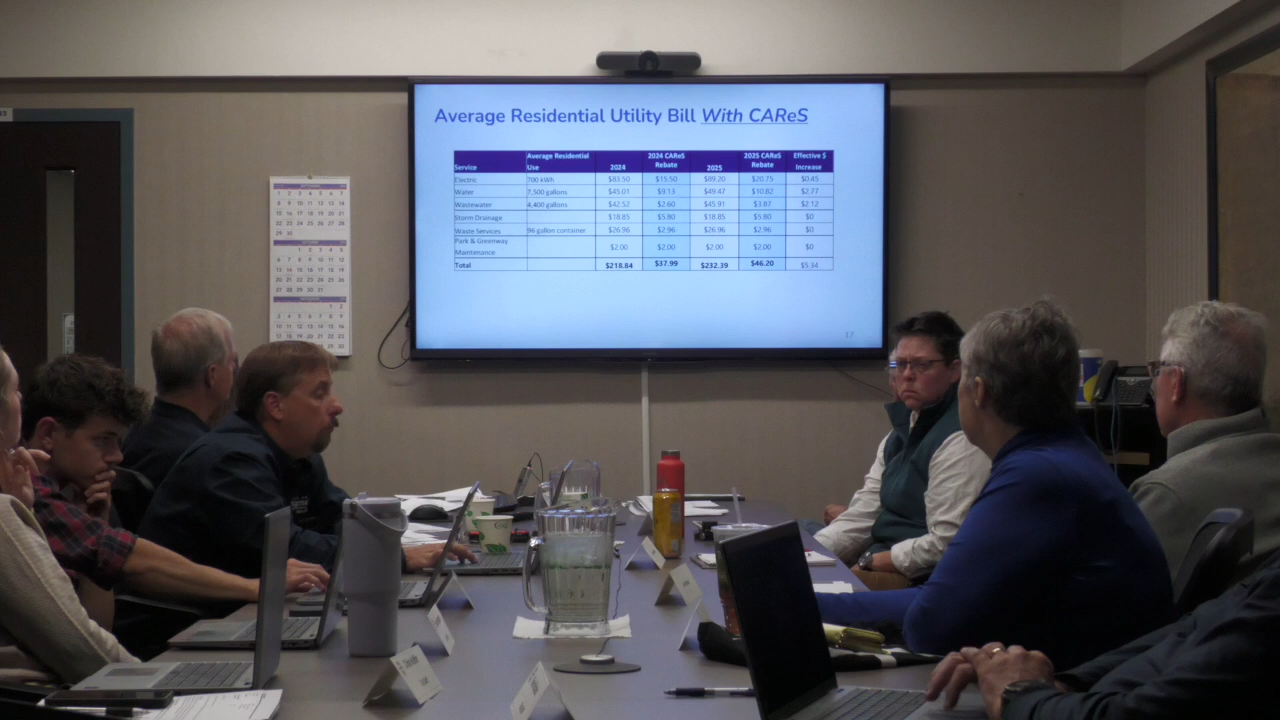 Average Residential Utility Bill With CAReS
Service Average Residential Use 2024 2024 CAReS Rebate 2025 2025 CAReS Rebate Effective $ Increase
Electric 700 kWh $83.50 $15.50 $89.20 $20.75 $0.45
Water 7,500 gallons $45.01 $9.13 $49.47 $10.82 $2.77
Wastewater 4,400 gallons $42.52 $2.60 $45.91 $3.87 $2.12
Storm Drainage $18.85 $5.80 $18.85 $5.80 $0
Waste Services 96 gallon container $26.96 $2.96 $26.96 $2.96 $0
Park & Greenway Maintenance $2.00 $2.00 $2.00 $2.00 $0
Total $218.84 $37.99 $232.39 $46.20 $5.34
17